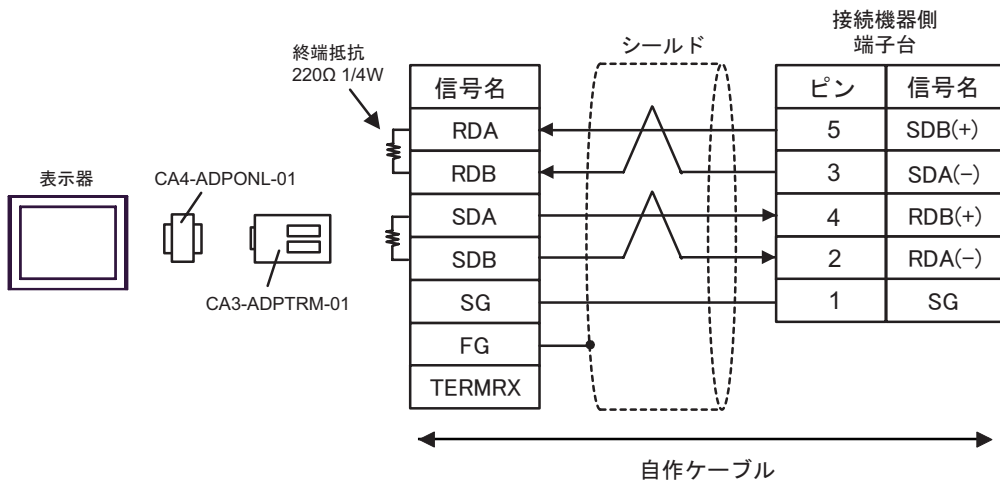 接続機器側
端子台
シールド
終端抵抗
220Ω 1/4W
信号名
ピン 信号名
RDA 5 SDB(+)
RDB 3 SDA(−)
SDA 4 RDB(+)
SDB 2 RDA(−)
SG 1 SG
FG
TERMRX
表示器
CA4-ADPONL-01
CA3-ADPTRM-01
自作ケーブル